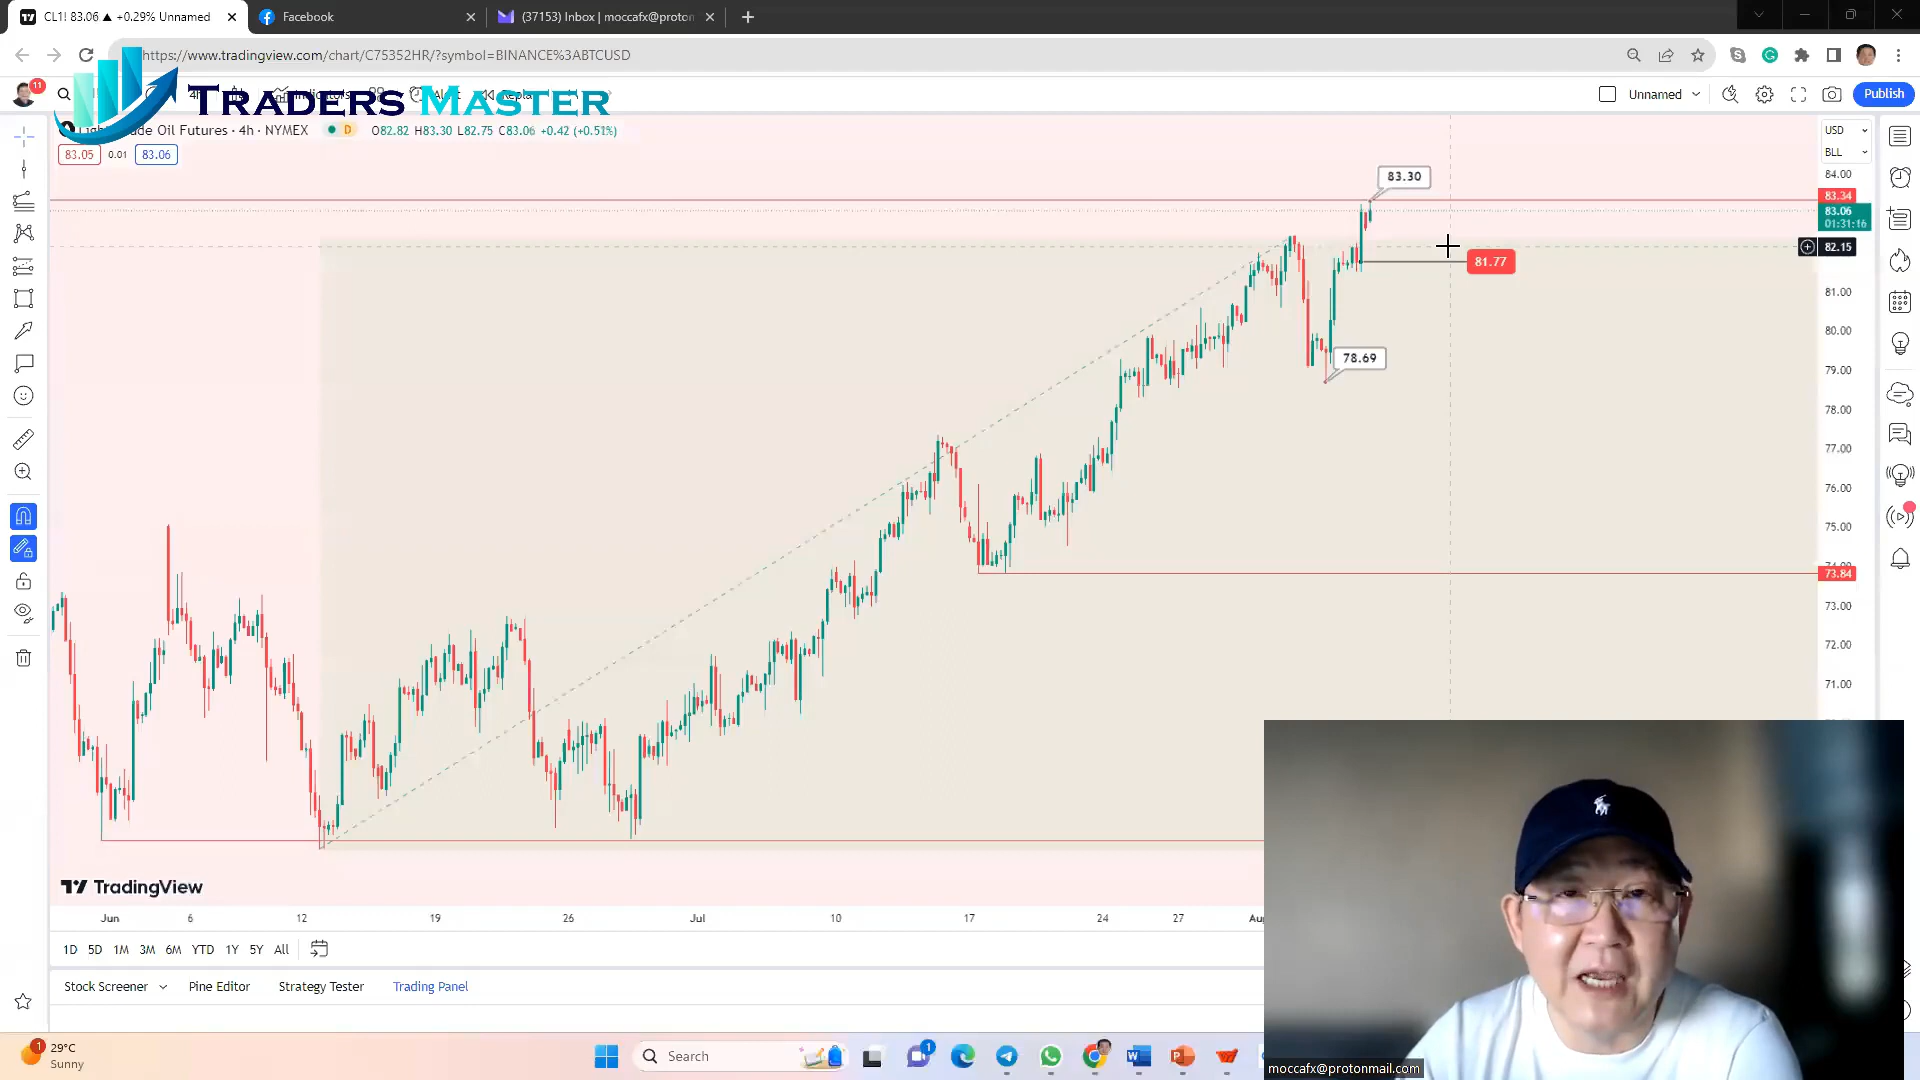 CL1! 83.06 ▲ +0.29% Unnamed
Facebook
(37153) Inbox | moccafx@proton
https://www.tradingview.com/chart/C75352HR/?symbol=BINANCE%3ABTCUSD
11
TRADERS MASTER
Unnamed
Publish
Crude Oil Futures · 4h · NYMEX
D
O82.82 H83.30 L82.75 C83.06 +0.42 (+0.51%)
83.05
0.01
83.06
USD
BLL
84.00
83.34
83.06
01:31:16
82.15
81.00
80.00
79.00
78.00
77.00
76.00
75.00
74.00
73.84
73.00
72.00
71.00
83.30
81.77
78.69
TradingView
Jun
6
12
19
26
Jul
10
17
24
27
Aug
1D
5D
1M
3M
6M
YTD
1Y
5Y
All
Stock Screener
Pine Editor
Strategy Tester
Trading Panel
1
29°C
Sunny
Search
1
moccafx@protonmail.com